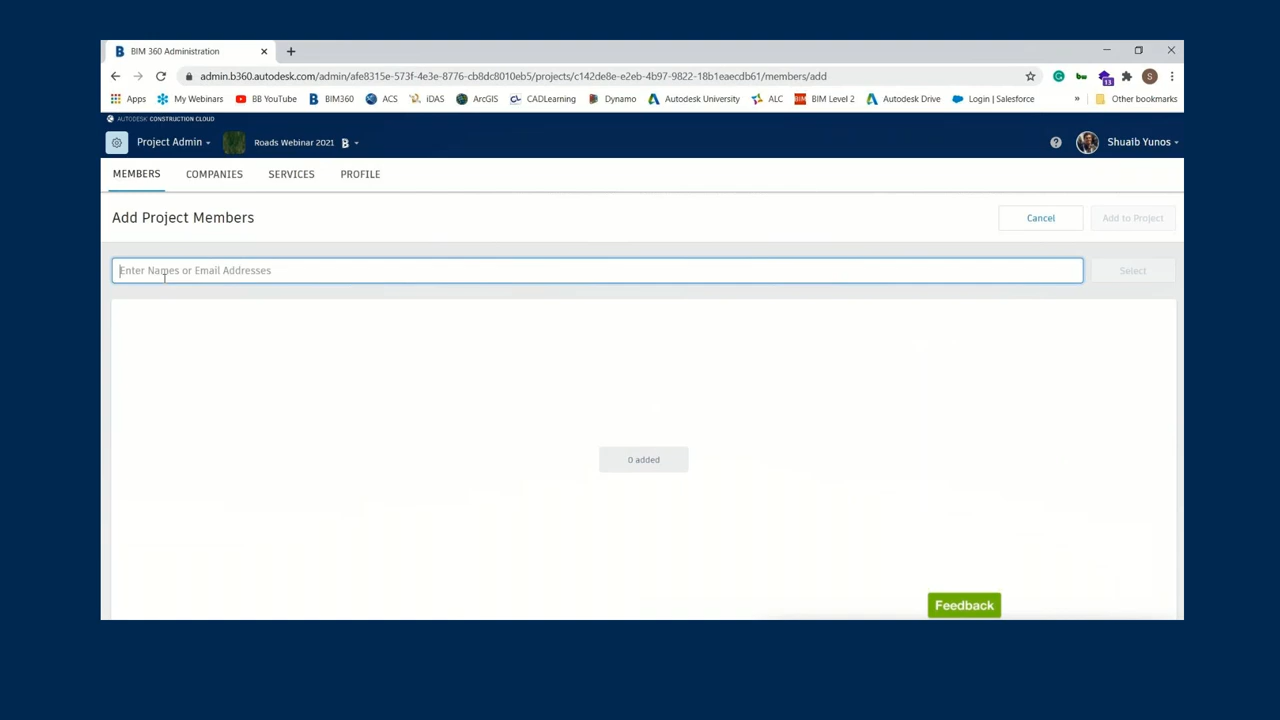 BIM 360 Administration
admin.b360.autodesk.com/admin/afe8315e-573f-4e3e-8776-cb8dc8010eb5/projects/c142de8e-e2eb-4b97-9822-18b1eaecdb61/members/add
13
S
Apps My Webinars BB YouTube BIM360 ACS iDAS ArcGIS CADLearning Dynamo Autodesk University ALC BIM Level 2 Autodesk Drive Login | Salesforce » Other bookmarks
AUTODESK CONSTRUCTION CLOUD
Project Admin Roads Webinar 2021 B Shuaib Yunos
MEMBERS COMPANIES SERVICES PROFILE
Add Project Members Cancel Add to Project
Enter Names or Email Addresses Select
0 added
Feedback